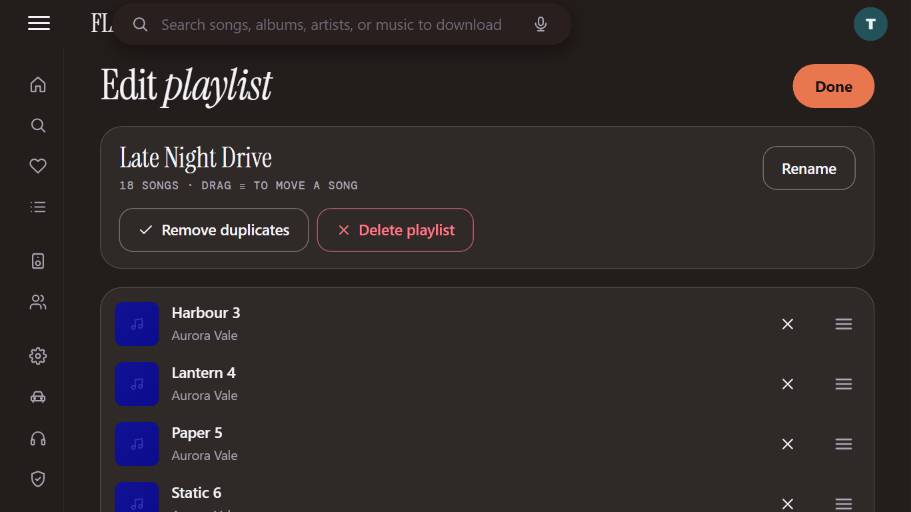 FL
Search songs, albums, artists, or music to download
T
Edit playlist
Done
Late Night Drive
18 SONGS · DRAG ≡ TO MOVE A SONG
Rename
Remove duplicates
Delete playlist
Harbour 3
Aurora Vale
Lantern 4
Aurora Vale
Paper 5
Aurora Vale
Static 6